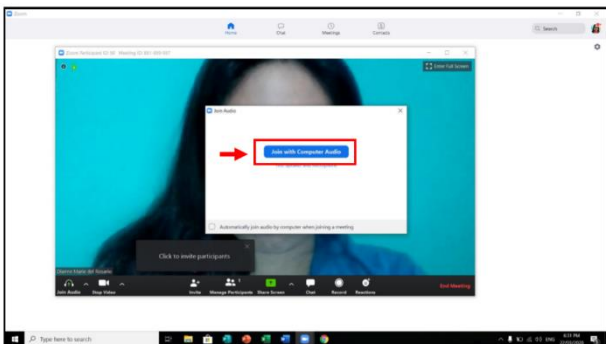 Zoom
Home
Chat
Meetings
Contacts
Search
Enter Full Screen
Join Audio
Join with Computer Audio
Automatically join audio by computer when joining a meeting
Click to invite participants
Join Audio
Stop Video
Invite
Manage Participants
Share Screen
Chat
Record
Reactions
End Meeting
Type here to search
ENG